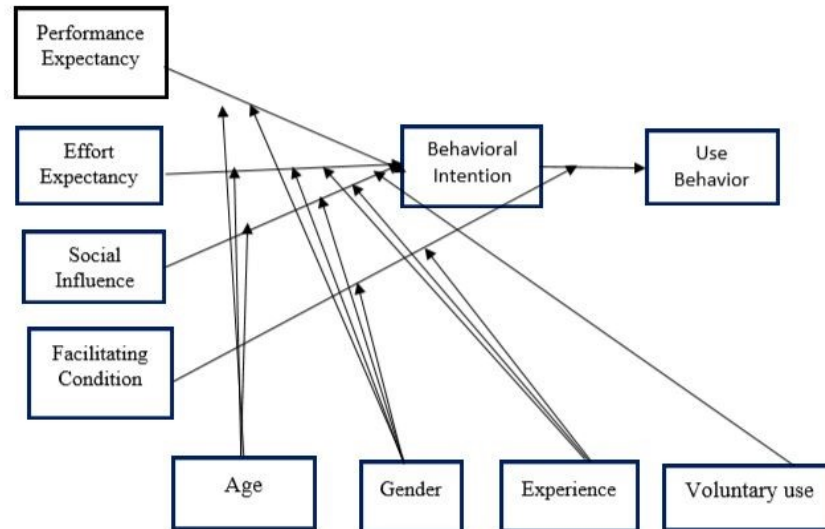 Performance
Expectancy
Effort
Expectancy
Behavioral
Intention
Use
Behavior
Social
Influence
Facilitating
Condition
Age
Gender
Experience
Voluntary use